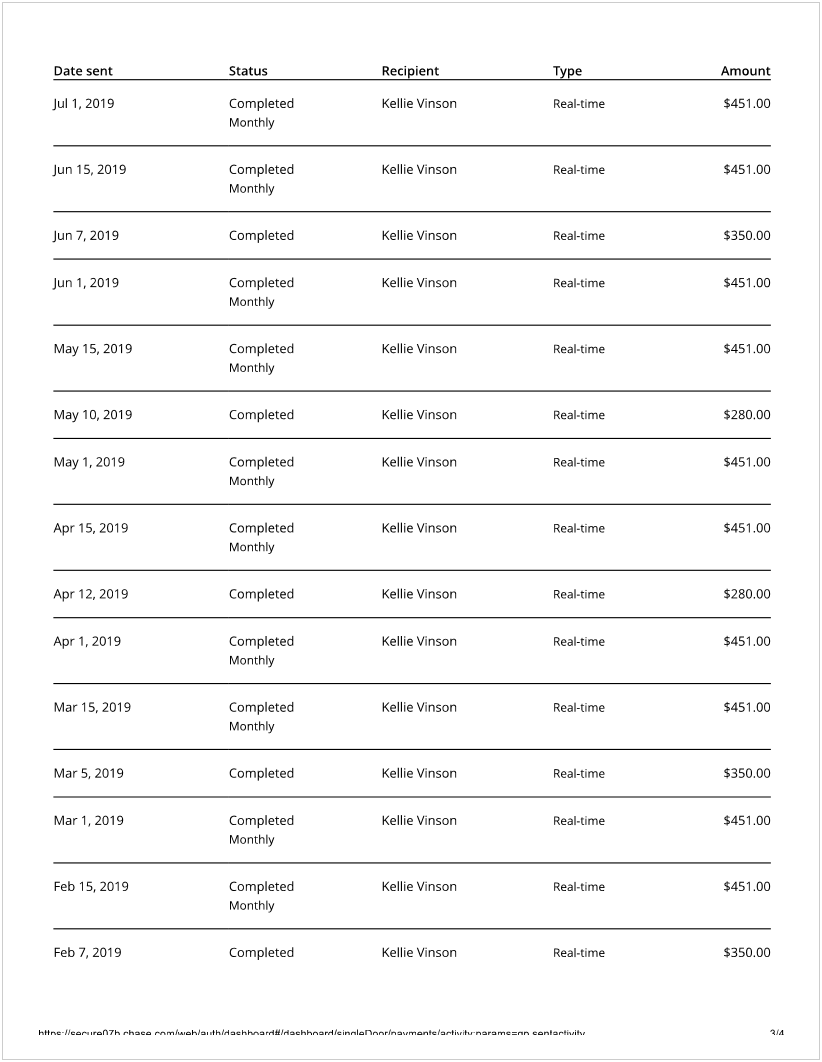 Date sent Status Recipient Type Amount
Jul 1, 2019 Completed Kellie Vinson Real-time $451.00
Monthly
Jun 15, 2019 Completed Kellie Vinson Real-time $451.00
Monthly
Jun 7, 2019 Completed Kellie Vinson Real-time $350.00
Jun 1, 2019 Completed Kellie Vinson Real-time $451.00
Monthly
May 15, 2019 Completed Kellie Vinson Real-time $451.00
Monthly
May 10, 2019 Completed Kellie Vinson Real-time $280.00
May 1, 2019 Completed Kellie Vinson Real-time $451.00
Monthly
Apr 15, 2019 Completed Kellie Vinson Real-time $451.00
Monthly
Apr 12, 2019 Completed Kellie Vinson Real-time $280.00
Apr 1, 2019 Completed Kellie Vinson Real-time $451.00
Monthly
Mar 15, 2019 Completed Kellie Vinson Real-time $451.00
Monthly
Mar 5, 2019 Completed Kellie Vinson Real-time $350.00
Mar 1, 2019 Completed Kellie Vinson Real-time $451.00
Monthly
Feb 15, 2019 Completed Kellie Vinson Real-time $451.00
Monthly
Feb 7, 2019 Completed Kellie Vinson Real-time $350.00
https://secure07b.chase.com/web/auth/dashboard#/dashboard/singleDoor/payments/activity;params=qp,sentactivity 3/4